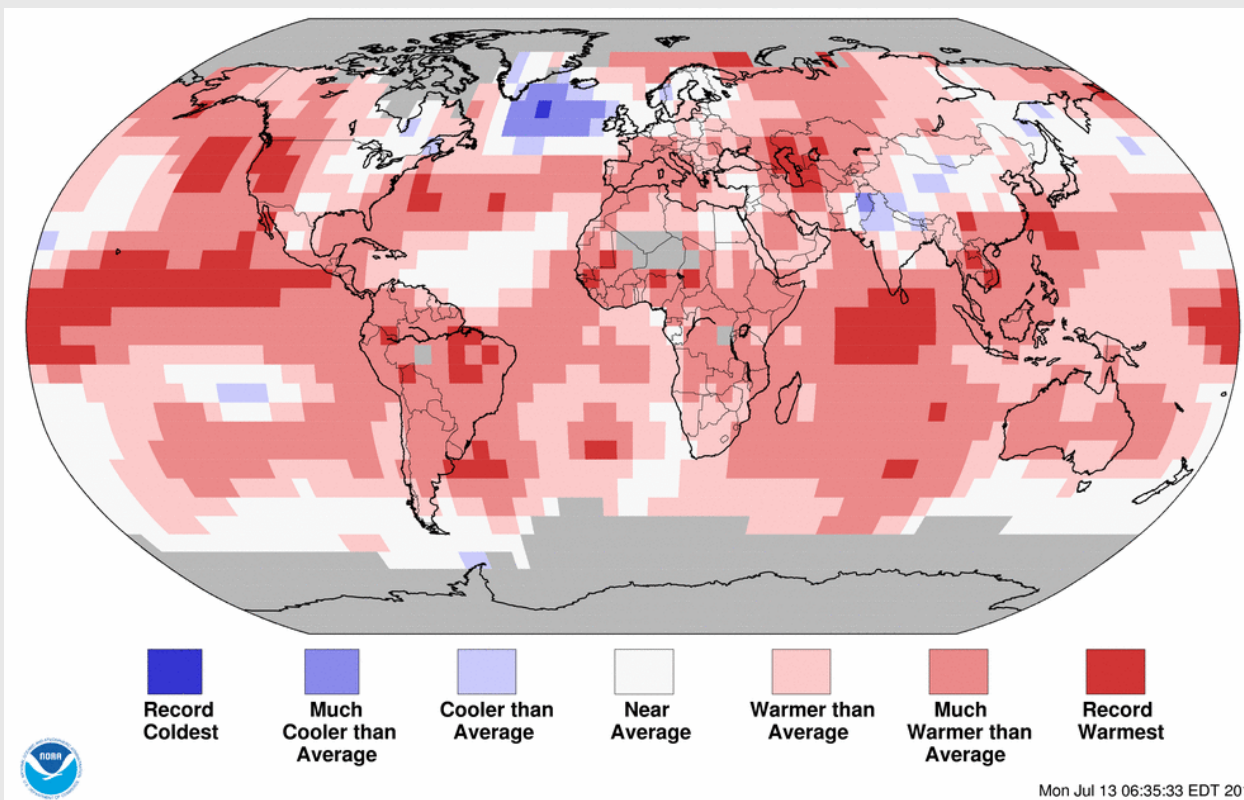 Record
Coldest
Much
Cooler than
Average
Cooler than
Average
Near
Average
Warmer than
Average
Much
Warmer than
Average
Record
Warmest
NOAA
Mon Jul 13 06:35:33 EDT 20